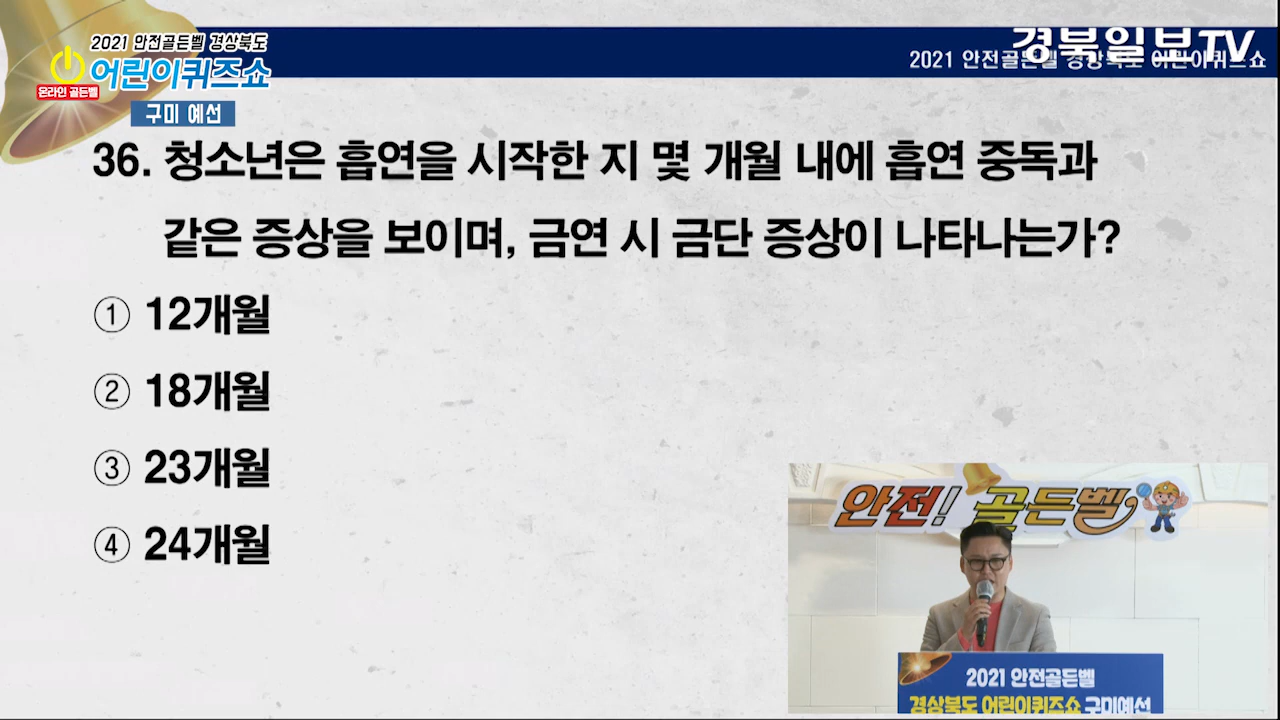 2021 안전골든벨 경상북도
어린이퀴즈쇼
온라인 골든벨
구미 예선
경북일보TV
2021 안전골든벨 경상북도 어린이퀴즈쇼
36. 청소년은 흡연을 시작한 지 몇 개월 내에 흡연 중독과
같은 증상을 보이며, 금연 시 금단 증상이 나타나는가?
① 12개월
② 18개월
③ 23개월
④ 24개월
안전! 골든벨
2021 안전골든벨
경상북도 어린이퀴즈쇼 구미예선